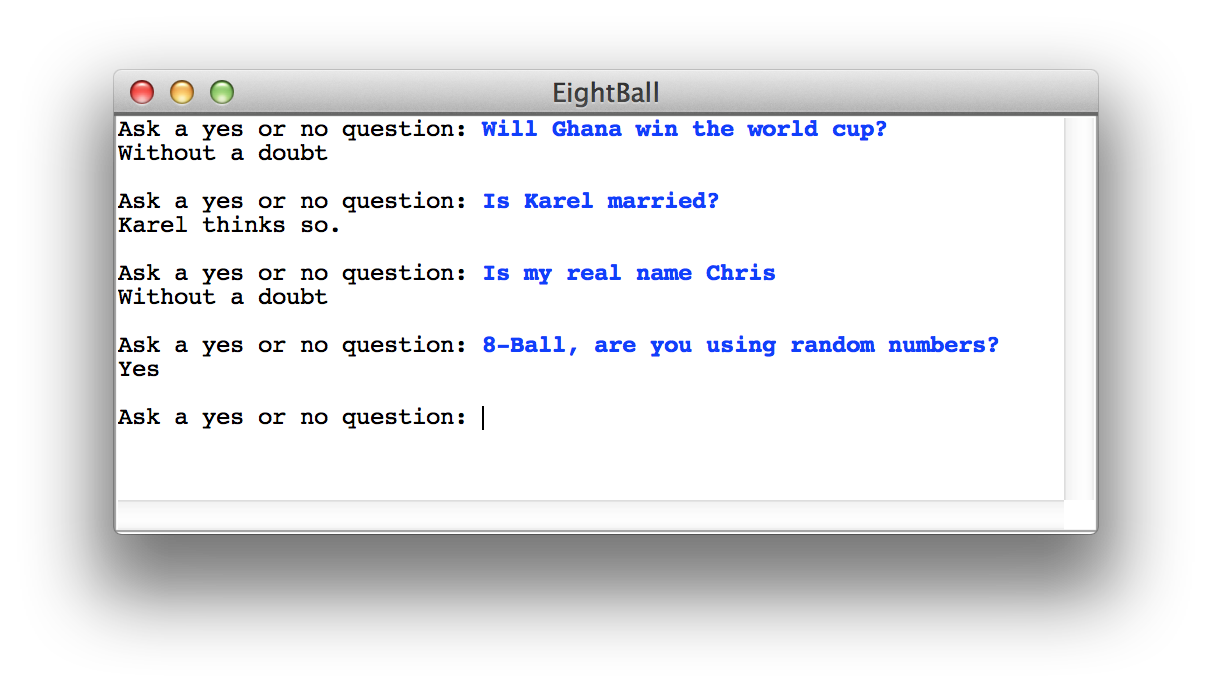 EightBall
Ask a yes or no question: Will Ghana win the world cup?
Without a doubt
Ask a yes or no question: Is Karel married?
Karel thinks so.
Ask a yes or no question: Is my real name Chris
Without a doubt
Ask a yes or no question: 8-Ball, are you using random numbers?
Yes
Ask a yes or no question: